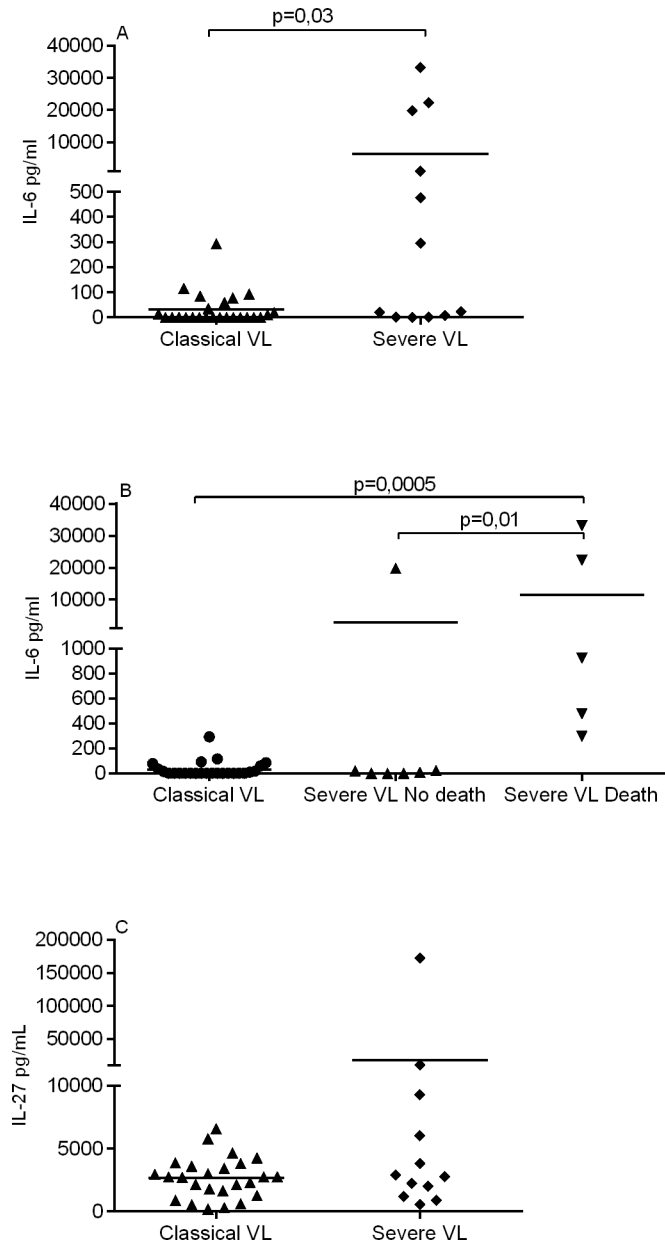 p=0,03
A
40000
30000
20000
10000
500
400
300
200
100
0
IL-6 pg/ml
Classical VL Severe VL
B
p=0,0005
p=0,01
40000
30000
20000
10000
1000
800
600
400
200
0
IL-6 pg/ml
Classical VL Severe VL No death Severe VL Death
C
200000
150000
100000
50000
10000
5000
0
IL-27 pg/mL
Classical VL Severe VL